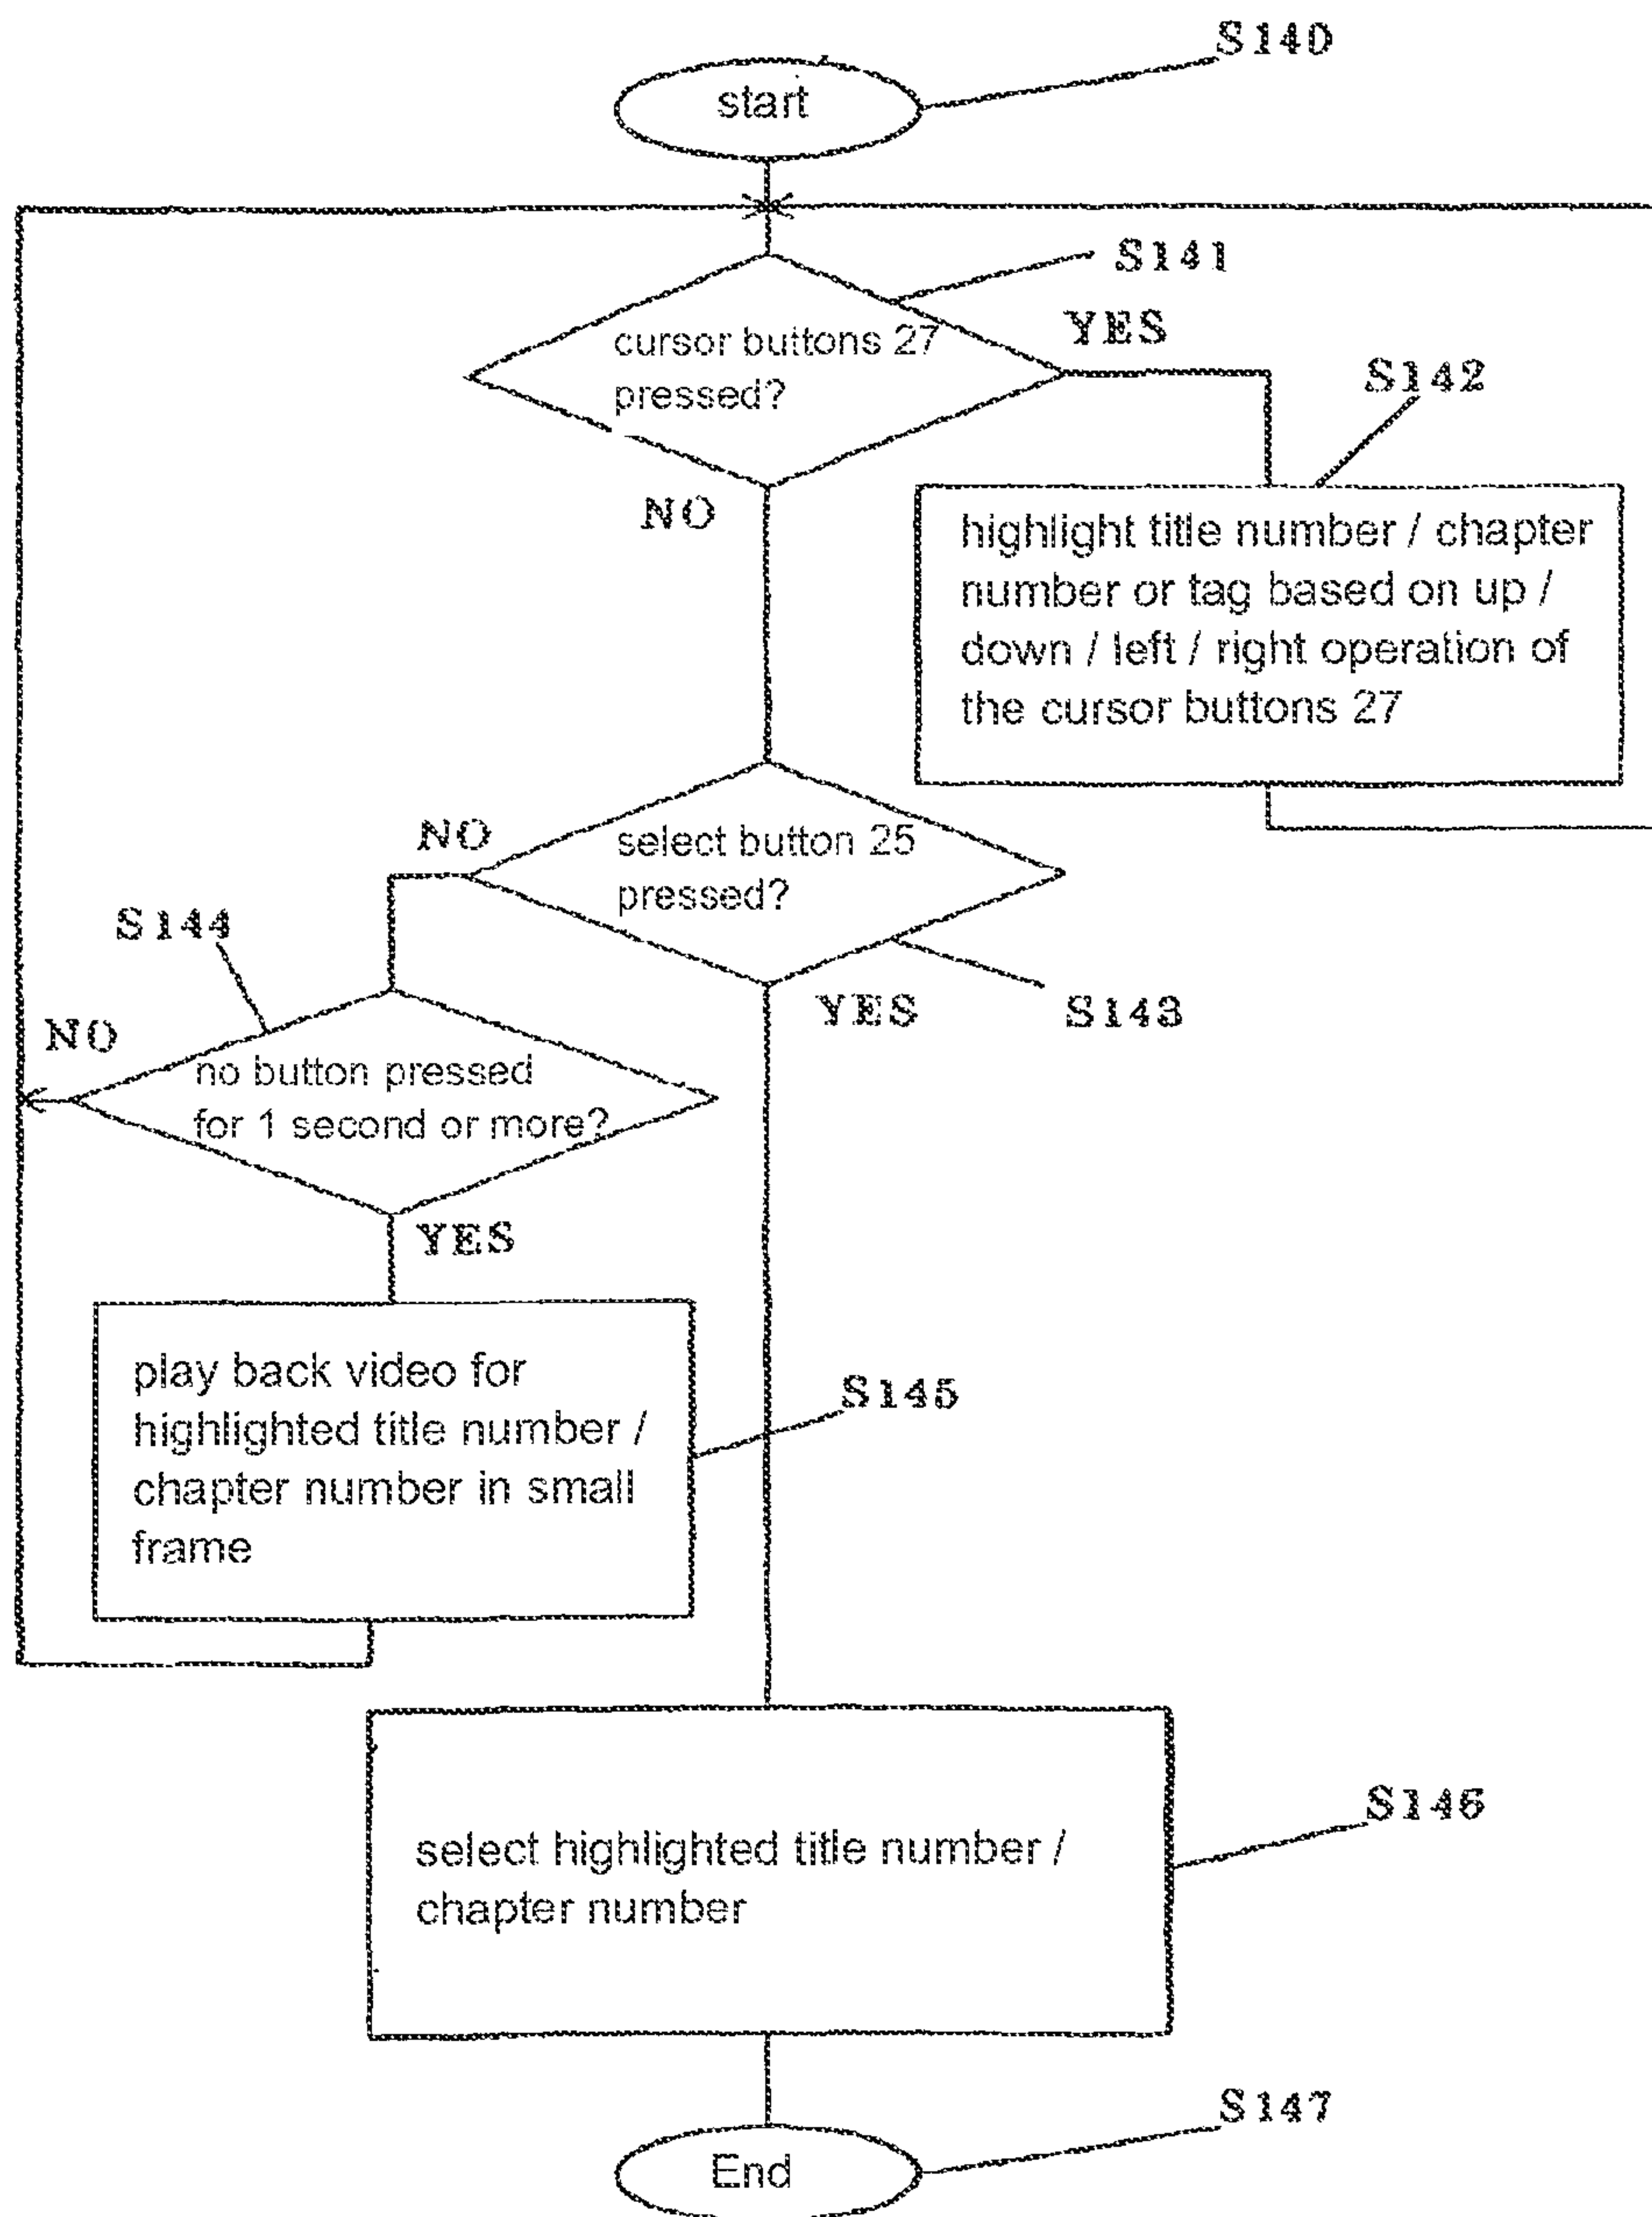 S140
start
S141
cursor buttons 27
pressed?
YES
S142
NO
highlight title number / chapter
number or tag based on up /
down / left / right operation of
the cursor buttons 27
NO
select button 25
pressed?
S144
YES
S143
NO
no button pressed
for 1 second or more?
YES
play back video for
highlighted title number /
chapter number in small
frame
S145
S146
select highlighted title number /
chapter number
S147
End